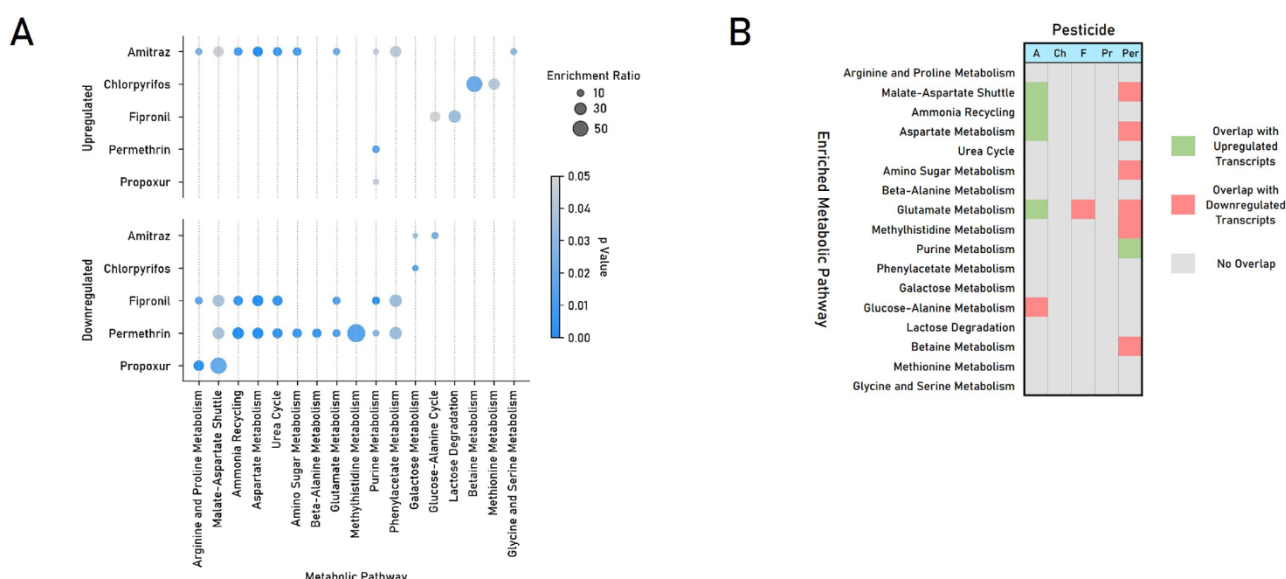 A
Upregulated
Amitraz
Chlorpyrifos
Fipronil
Permethrin
Propoxur
Downregulated
Amitraz
Chlorpyrifos
Fipronil
Permethrin
Propoxur
Arginine and Proline Metabolism
Malate-Aspartate Shuttle
Ammonia Recycling
Aspartate Metabolism
Urea Cycle
Amino Sugar Metabolism
Beta-Alanine Metabolism
Glutamate Metabolism
Methylhistidine Metabolism
Purine Metabolism
Phenylacetate Metabolism
Galactose Metabolism
Glucose-Alanine Cycle
Lactose Degradation
Betaine Metabolism
Methionine Metabolism
Glycine and Serine Metabolism
Metabolic Pathway
Enrichment Ratio
10
30
50
0.05
0.04
0.03
0.02
0.01
0.00
p Value
B
Pesticide
A Ch F Pr Per
Enriched Metabolic Pathway
Arginine and Proline Metabolism
Malate-Aspartate Shuttle
Ammonia Recycling
Aspartate Metabolism
Urea Cycle
Amino Sugar Metabolism
Beta-Alanine Metabolism
Glutamate Metabolism
Methylhistidine Metabolism
Purine Metabolism
Phenylacetate Metabolism
Galactose Metabolism
Glucose-Alanine Metabolism
Lactose Degradation
Betaine Metabolism
Methionine Metabolism
Glycine and Serine Metabolism
Overlap with
Upregulated
Transcripts
Overlap with
Downregulated
Transcripts
No Overlap